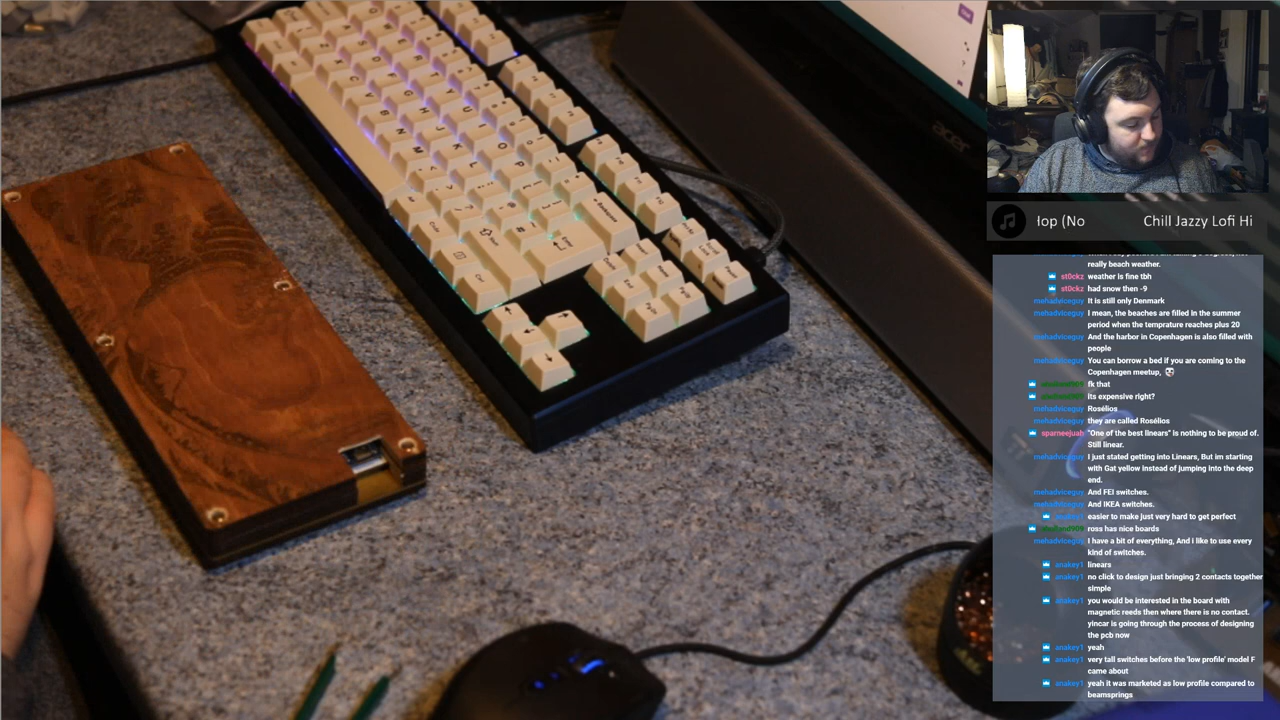 acer
łop (No Chill Jazzy Lofi Hi
really beach weather.
st0ckz weather is fine tbh
st0ckz had snow then -9
mehadviceguy It is still only Denmark
mehadviceguy I mean, the beaches are filled in the summer
period when the temprature reaches plus 20
mehadviceguy And the harbor in Copenhagen is also filled with
people
mehadviceguy You can borrow a bed if you are coming to the
Copenhagen meetup,
fk that
its expensive right?
mehadviceguy Rosélios
mehadviceguy they are called Rosélios
sparneejuah "One of the best linears" is nothing to be proud of.
Still linear.
mehadviceguy I just stated getting into Linears, But im starting
with Gat yellow instead of jumping into the deep
end.
mehadviceguy And FEI switches.
mehadviceguy And IKEA switches.
anakey1 easier to make just very hard to get perfect
ross has nice boards
mehadviceguy I have a bit of everything, And i like to use every
kind of switches.
anakey1 linears
anakey1 no click to design just bringing 2 contacts together
simple
anakey1 you would be interested in the board with
magnetic reeds then where there is no contact.
yincar is going through the process of designing
the pcb now
anakey1 yeah
anakey1 very tall switches before the 'low profile' model F
came about
anakey1 yeah it was marketed as low profile compared to
beamsprings